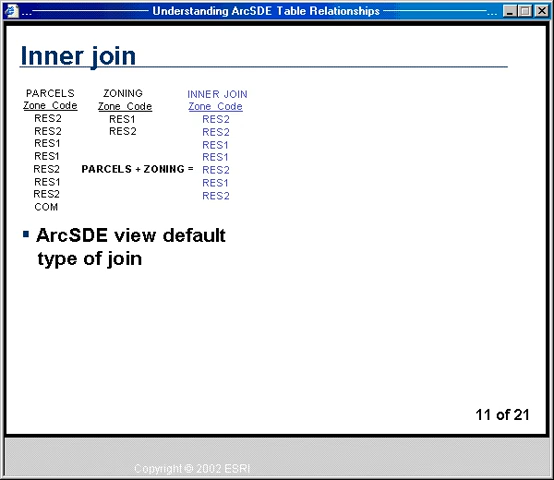 ... Understanding ArcSDE Table Relationships ...
Inner join
PARCELS ZONING INNER JOIN
Zone_Code Zone_Code Zone_Code
RES2 RES1 RES2
RES2 RES2 RES2
RES1 RES1
RES1 RES1
RES2 PARCELS + ZONING = RES2
RES1 RES1
RES2 RES2
COM
ArcSDE view default
type of join
11 of 21
Copyright © 2002 ESRI